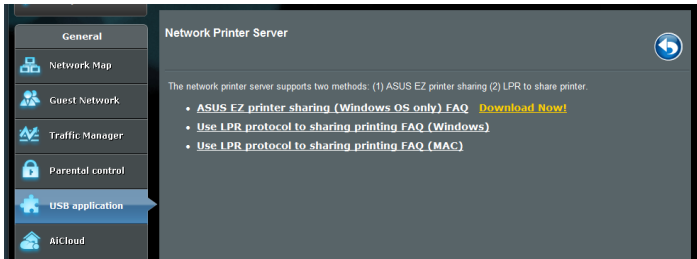 General
Network Map
Guest Network
Traffic Manager
Parental control
USB application
AiCloud
Network Printer Server
The network printer server supports two methods: (1) ASUS EZ printer sharing (2) LPR to share printer.
ASUS EZ printer sharing (Windows OS only) FAQ Download Now!
Use LPR protocol to sharing printing FAQ (Windows)
Use LPR protocol to sharing printing FAQ (MAC)